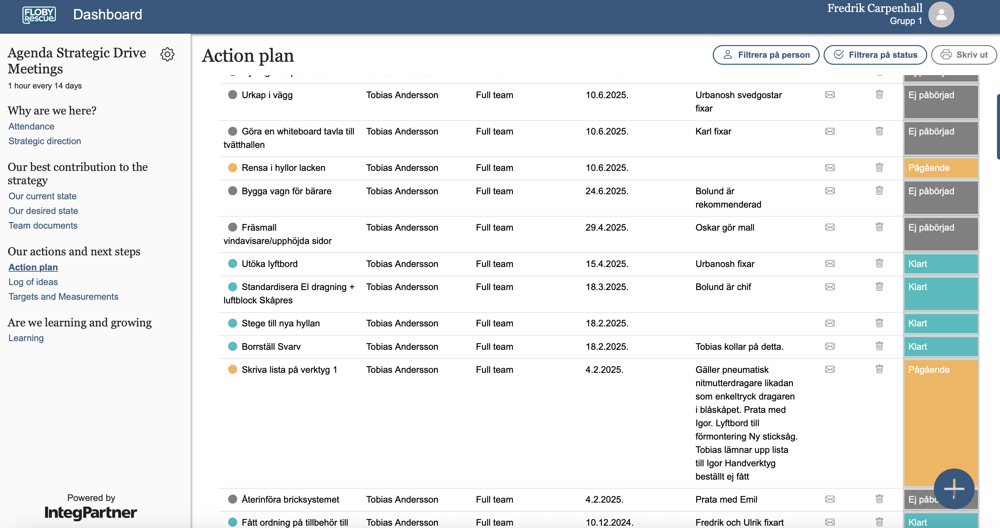 FLOBY
RESCUE
Dashboard
Fredrik Carpenhall
Grupp 1
Agenda Strategic Drive
Meetings
1 hour every 14 days
Why are we here?
Attendance
Strategic direction
Our best contribution to the
strategy
Our current state
Our desired state
Team documents
Our actions and next steps
Action plan
Log of ideas
Targets and Measurements
Are we learning and growing
Learning
Powered by
IntegPartner
Action plan
Filtrera på person
Filtrera på status
Skriv ut
Urkap i vägg Tobias Andersson Full team 10.6.2025. Urbanosh svedgostar Ej påbörjad
fixar
Göra en whiteboard tavla till Tobias Andersson Full team 10.6.2025. Karl fixar Ej påbörjad
tvätthallen
Rensa i hyllor lacken Tobias Andersson Full team 10.6.2025. Pågående
Bygga vagn för bärare Tobias Andersson Full team 24.6.2025. Bolund är Ej påbörjad
rekommenderad
Fräsmall Tobias Andersson Full team 29.4.2025. Oskar gör mall Ej påbörjad
vindavisare/upphöjda sidor
Utöka lyftbord Tobias Andersson Full team 15.4.2025. Urbanosh fixar Klart
Standardisera El dragning + Tobias Andersson Full team 18.3.2025. Bolund är chif Klart
luftblock Skåpres
Stege till nya hyllan Tobias Andersson Full team 18.2.2025. Klart
Borrställ Svarv Tobias Andersson Full team 18.2.2025. Tobias kollar på detta. Klart
Skriva lista på verktyg 1 Tobias Andersson Full team 4.2.2025. Gäller pneumatisk Pågående
nitmutterdragare likadan
som enkeltryck dragaren
i blåskåpet. Prata med
Igor. Lyftbord till
förmontering Ny sticksåg.
Tobias lämnar upp lista
till Igor Handverktyg
beställt ej fått
Återinföra bricksystemet Tobias Andersson Full team 4.2.2025. Prata med Emil Ej
Fått ordning på tillbehör till Tobias Andersson Full team 10.12.2024. Fredrik och Ulrik fixart Klart